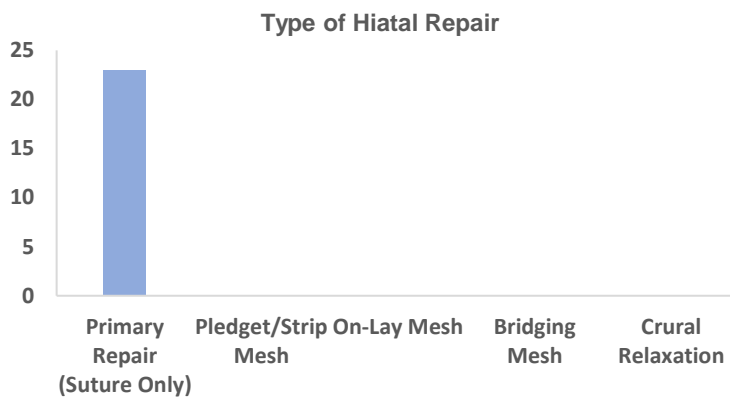 Type of Hiatal Repair
25
20
15
10
5
0
Primary Repair (Suture Only)
Pledget/Strip Mesh
On-Lay Mesh
Bridging Mesh
Crural Relaxation